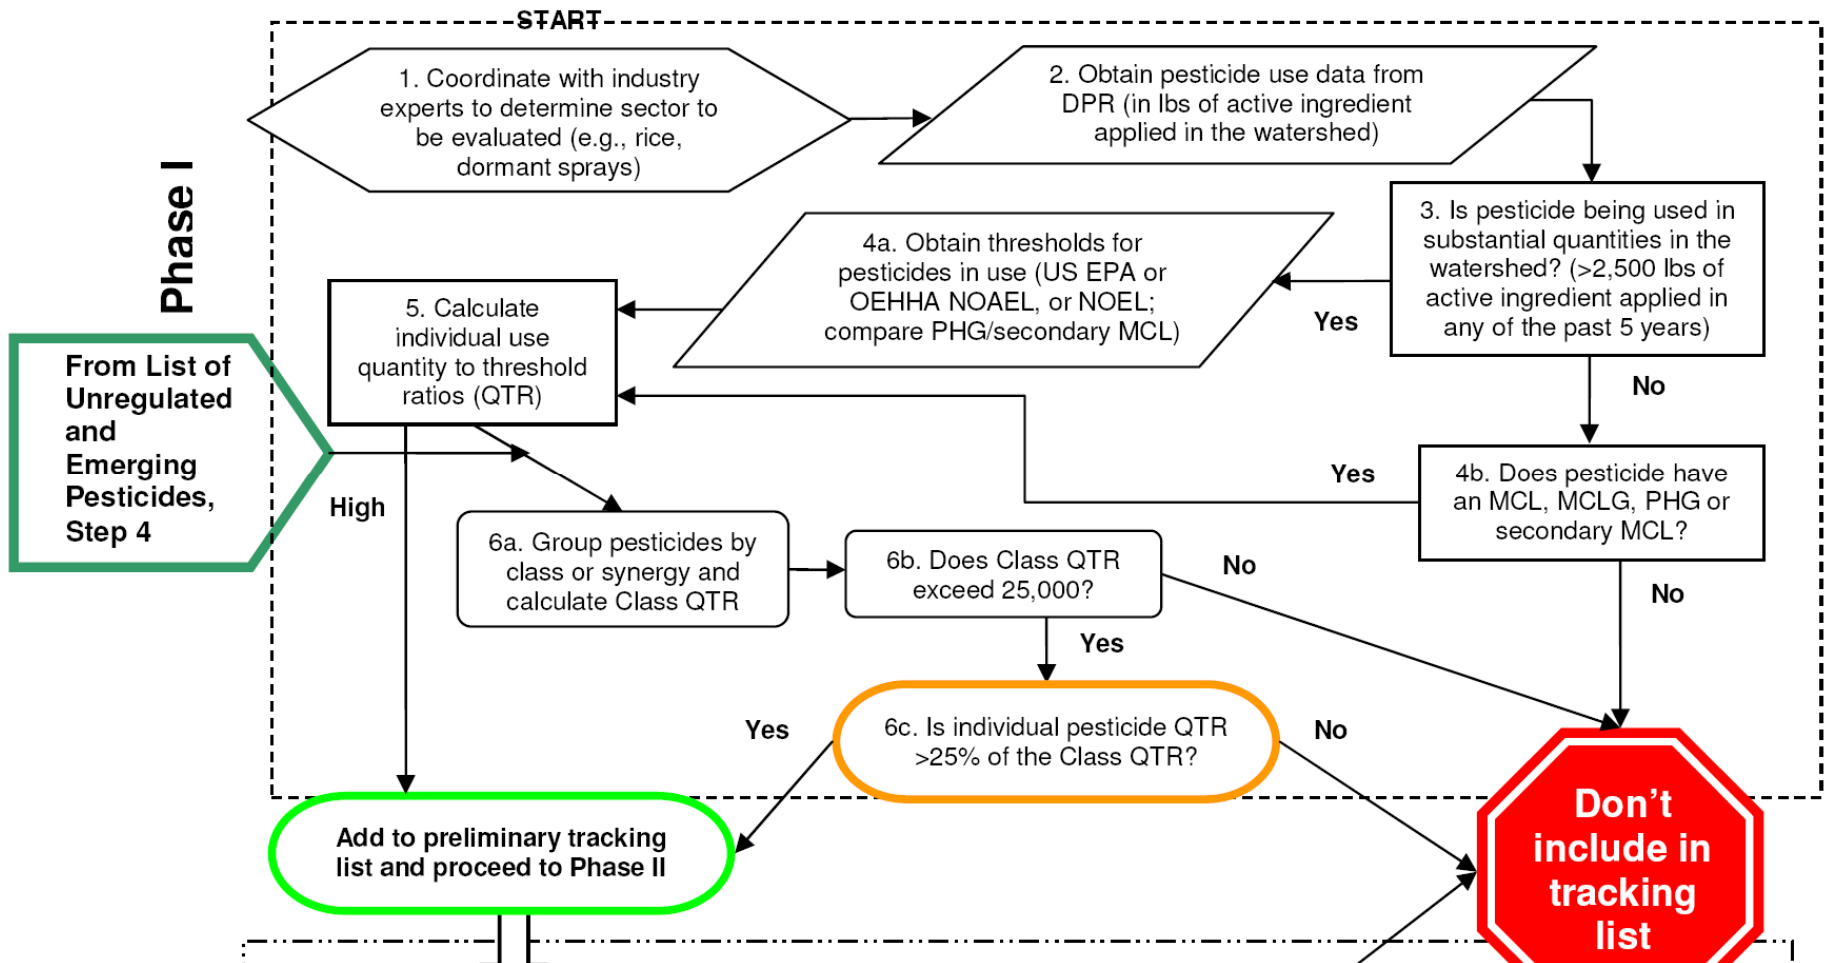 START
1. Coordinate with industry
experts to determine sector to
be evaluated (e.g., rice,
dormant sprays)
2. Obtain pesticide use data from
DPR (in lbs of active ingredient
applied in the watershed)
Phase I
3. Is pesticide being used in
substantial quantities in the
watershed? (>2,500 lbs of
active ingredient applied in
any of the past 5 years)
4a. Obtain thresholds for
pesticides in use (US EPA or
OEHHA NOAEL, or NOEL;
compare PHG/secondary MCL)
Yes
5. Calculate
individual use
quantity to threshold
ratios (QTR)
No
From List of
Unregulated
and
Emerging
Pesticides,
Step 4
High
Yes
4b. Does pesticide have
an MCL, MCLG, PHG or
secondary MCL?
6a. Group pesticides by
class or synergy and
calculate Class QTR
6b. Does Class QTR
exceed 25,000?
No
No
Yes
6c. Is individual pesticide QTR
>25% of the Class QTR?
Yes
No
Add to preliminary tracking
list and proceed to Phase II
Don't
include in
tracking
list